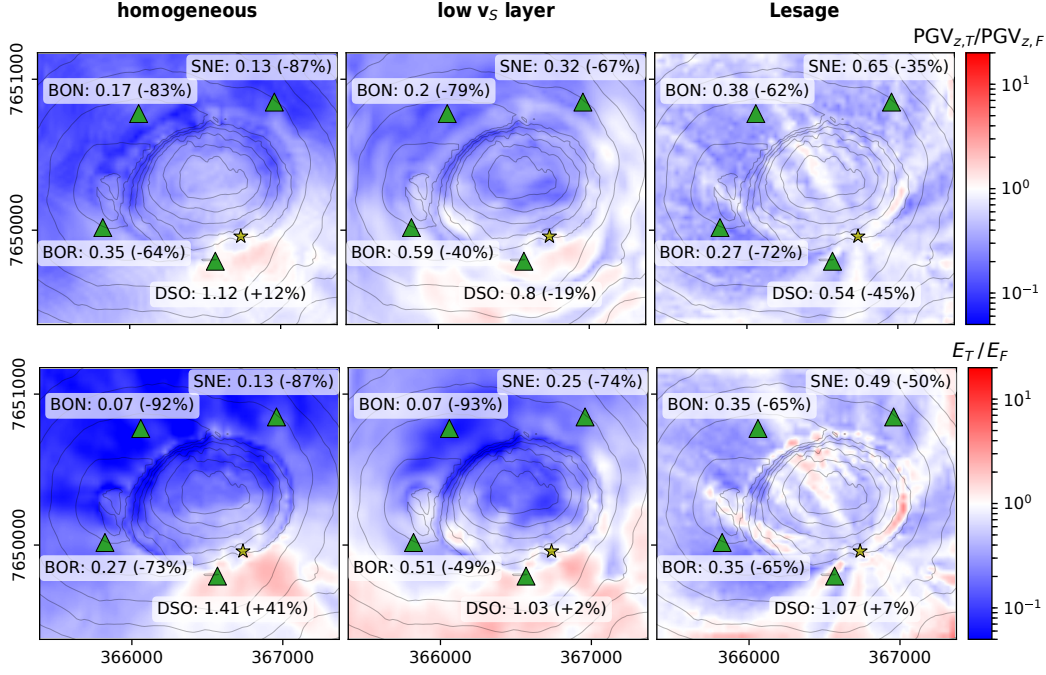 homogeneous
low v_S layer
Lesage
PGV_{z,T}/PGV_{z,F}
7651000
7650000
SNE: 0.13 (-87%)
BON: 0.17 (-83%)
BOR: 0.35 (-64%)
DSO: 1.12 (+12%)
SNE: 0.32 (-67%)
BON: 0.2 (-79%)
BOR: 0.59 (-40%)
DSO: 0.8 (-19%)
SNE: 0.65 (-35%)
BON: 0.38 (-62%)
BOR: 0.27 (-72%)
DSO: 0.54 (-45%)
10^1
10^0
10^{-1}
E_T/E_F
7651000
7650000
SNE: 0.13 (-87%)
BON: 0.07 (-92%)
BOR: 0.27 (-73%)
DSO: 1.41 (+41%)
SNE: 0.25 (-74%)
BON: 0.07 (-93%)
BOR: 0.51 (-49%)
DSO: 1.03 (+2%)
SNE: 0.49 (-50%)
BON: 0.35 (-65%)
BOR: 0.35 (-65%)
DSO: 1.07 (+7%)
10^1
10^0
10^{-1}
366000
367000
366000
367000
366000
367000